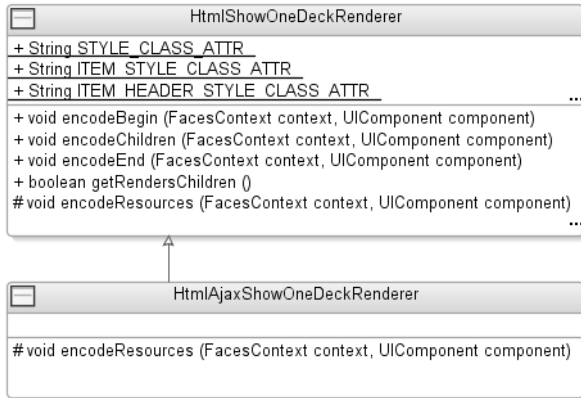 HtmlShowOneDeckRenderer
+ String STYLE_CLASS_ATTR
+ String ITEM_STYLE_CLASS_ATTR
+ String ITEM_HEADER_STYLE_CLASS_ATTR
...
+ void encodeBegin (FacesContext context, UIComponent component)
+ void encodeChildren (FacesContext context, UIComponent component)
+ void encodeEnd (FacesContext context, UIComponent component)
+ boolean getRendersChildren ()
# void encodeResources (FacesContext context, UIComponent component)
...
HtmlAjaxShowOneDeckRenderer
# void encodeResources (FacesContext context, UIComponent component)